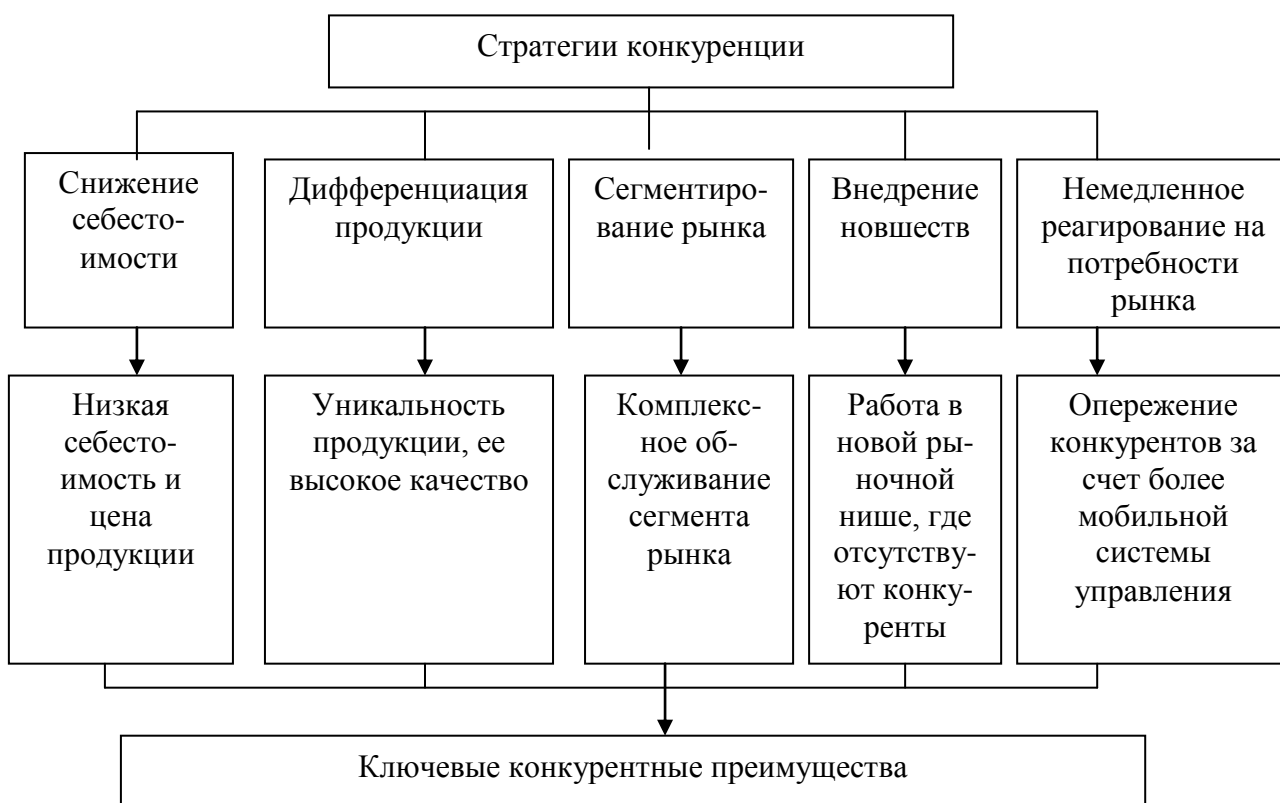 Стратегии конкуренции
Снижение
себесто-
имости
Дифференциация
продукции
Сегментиро-
вание рынка
Внедрение
новшеств
Немедленное
реагирование на
потребности
рынка
Низкая
себесто-
имость и
цена
продукции
Уникальность
продукции, ее
высокое качество
Комплекс-
ное об-
служивание
сегмента
рынка
Работа в
новой ры-
ночной
нише, где
отсутству-
ют конку-
ренты
Опережение
конкурентов за
счет более
мобильной
системы
управления
Ключевые конкурентные преимущества